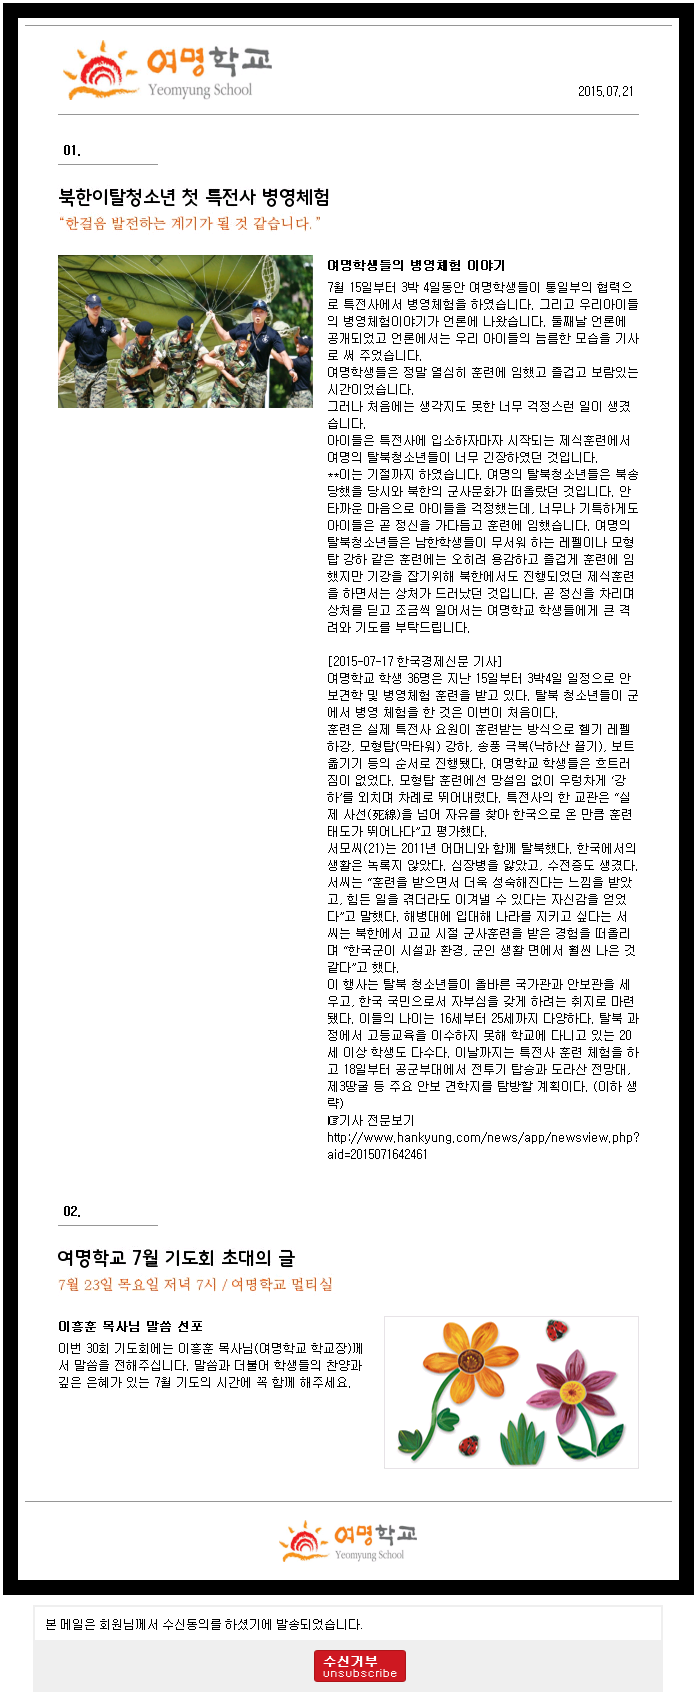 여명학교
Yeomyung School
2015.07.21
01.
북한이탈청소년 첫 특전사 병영체험
“한걸음 발전하는 계기가 될 것 같습니다. ”
여명학생들의 병영체험 이야기
7월 15일부터 3박 4일동안 여명학생들이 통일부의 협력으
로 특전사에서 병영체험을 하였습니다. 그리고 우리아이들
의 병영체험이야기가 언론에 나왔습니다. 둘째날 언론에
공개되었고 언론에서는 우리 아이들의 늠름한 모습을 기사
로 써 주었습니다.
여명학생들은 정말 열심히 훈련에 임했고 즐겁고 보람있는
시간이었습니다.
그러나 처음에는 생각지도 못한 너무 걱정스런 일이 생겼
습니다.
아이들은 특전사에 입소하자마자 시작되는 제식훈련에서
여명의 탈북청소년들이 너무 긴장하였던 것입니다.
**이는 기절까지 하였습니다. 여명의 탈북청소년들은 북송
당했을 당시와 북한의 군사문화가 떠올랐던 것입니다. 안
타까운 마음으로 아이들을 걱정했는데, 너무나 기특하게도
아이들은 곧 정신을 가다듬고 훈련에 임했습니다. 여명의
탈북청소년들은 남한학생들이 무서워 하는 레펠이나 모형
탑 강하 같은 훈련에는 오히려 용감하고 즐겁게 훈련에 임
했지만 기강을 잡기위해 북한에서도 진행되었던 제식훈련
을 하면서는 상처가 드러났던 것입니다. 곧 정신을 차리며
상처를 딛고 조금씩 일어서는 여명학교 학생들에게 큰 격
려와 기도를 부탁드립니다.
[2015-07-17 한국경제신문 기사]
여명학교 학생 36명은 지난 15일부터 3박4일 일정으로 안
보견학 및 병영체험 훈련을 받고 있다. 탈북 청소년들이 군
에서 병영 체험을 한 것은 이번이 처음이다.
훈련은 실제 특전사 요원이 훈련받는 방식으로 헬기 레펠
하강, 모형탑(막타워) 강하, 송풍 극복(낙하산 끌기), 보트
옮기기 등의 순서로 진행됐다. 여명학교 학생들은 흐트러
짐이 없었다. 모형탑 훈련에선 망설임 없이 우렁차게 ‘강
하’를 외치며 차례로 뛰어내렸다. 특전사의 한 교관은 “실
제 사선(死線)을 넘어 자유를 찾아 한국으로 온 만큼 훈련
태도가 뛰어나다”고 평가했다.
서모씨(21)는 2011년 어머니와 함께 탈북했다. 한국에서의
생활은 녹록지 않았다. 심장병을 앓았고, 수전증도 생겼다.
서씨는 “훈련을 받으면서 더욱 성숙해진다는 느낌을 받았
고, 힘든 일을 겪더라도 이겨낼 수 있다는 자신감을 얻었
다”고 말했다. 해병대에 입대해 나라를 지키고 싶다는 서
씨는 북한에서 고교 시절 군사훈련을 받은 경험을 떠올리
며 “한국군이 시설과 환경, 군인 생활 면에서 훨씬 나은 것
같다”고 했다.
이 행사는 탈북 청소년들이 올바른 국가관과 안보관을 세
우고, 한국 국민으로서 자부심을 갖게 하려는 취지로 마련
됐다. 이들의 나이는 16세부터 25세까지 다양하다. 탈북 과
정에서 고등교육을 이수하지 못해 학교에 다니고 있는 20
세 이상 학생도 다수다. 이날까지는 특전사 훈련 체험을 하
고 18일부터 공군부대에서 전투기 탑승과 도라산 전망대,
제3땅굴 등 주요 안보 견학지를 탐방할 계획이다. (이하 생
략)
☞기사 전문보기
http://www.hankyung.com/news/app/newsview.php?
aid=2015071642461
02.
여명학교 7월 기도회 초대의 글
7월 23일 목요일 저녁 7시 / 여명학교 멀티실
이흥훈 목사님 말씀 선포
이번 30회 기도회에는 이흥훈 목사님(여명학교 학교장)께
서 말씀을 전해주십니다. 말씀과 더불어 학생들의 찬양과
깊은 은혜가 있는 7월 기도의 시간에 꼭 함께 해주세요.
여명학교
Yeomyung School
본 메일은 회원님께서 수신동의를 하셨기에 발송되었습니다.
수신거부
unsubscribe